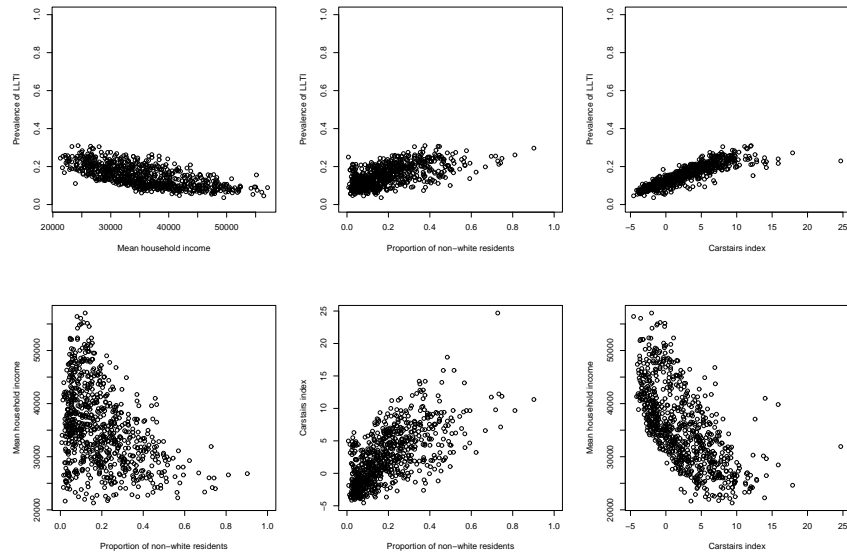 Prevalence of LLTI
1.0
0.8
0.6
0.4
0.2
0.0
20000 30000 40000 50000
Mean household income
Prevalence of LLTI
1.0
0.8
0.6
0.4
0.2
0.0
0.0 0.2 0.4 0.6 0.8 1.0
Proportion of non−white residents
Prevalence of LLTI
1.0
0.8
0.6
0.4
0.2
0.0
−5 0 5 10 15 20 25
Carstairs index
Mean household income
50000
40000
30000
20000
0.0 0.2 0.4 0.6 0.8 1.0
Proportion of non−white residents
Carstairs index
25
20
15
10
5
0
−5
0.0 0.2 0.4 0.6 0.8 1.0
Proportion of non−white residents
Mean household income
50000
40000
30000
20000
−5 0 5 10 15 20 25
Carstairs index